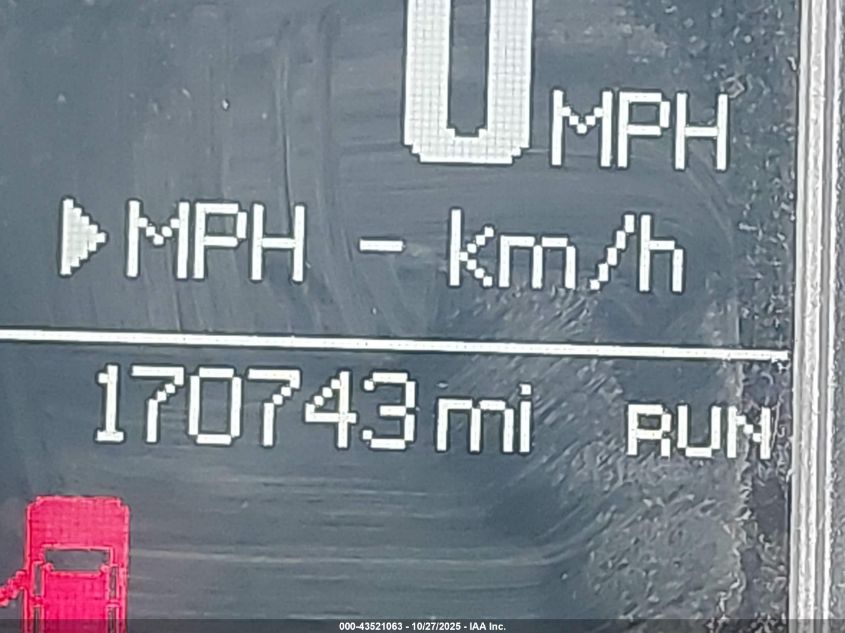 0 MPH
▶MPH - km/h
170743 mi RUN
000-43521063 - 10/27/2025 - IAA Inc.